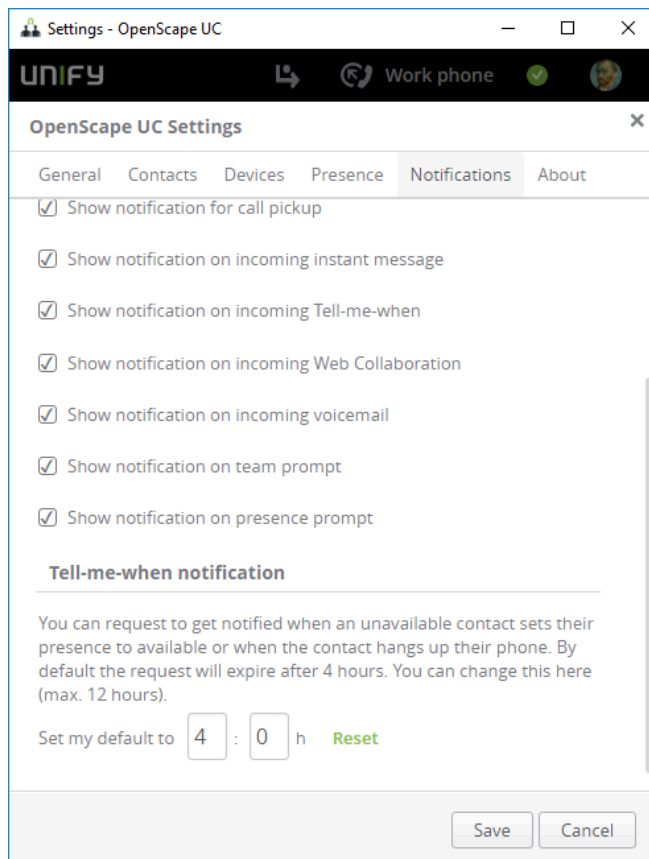 Settings - OpenScape UC
UNIFY
Work phone
OpenScape UC Settings
General Contacts Devices Presence Notifications About
Show notification for call pickup
Show notification on incoming instant message
Show notification on incoming Tell-me-when
Show notification on incoming Web Collaboration
Show notification on incoming voicemail
Show notification on team prompt
Show notification on presence prompt
Tell-me-when notification
You can request to get notified when an unavailable contact sets their
presence to available or when the contact hangs up their phone. By
default the request will expire after 4 hours. You can change this here
(max. 12 hours).
Set my default to 4 : 0 h Reset
Save Cancel